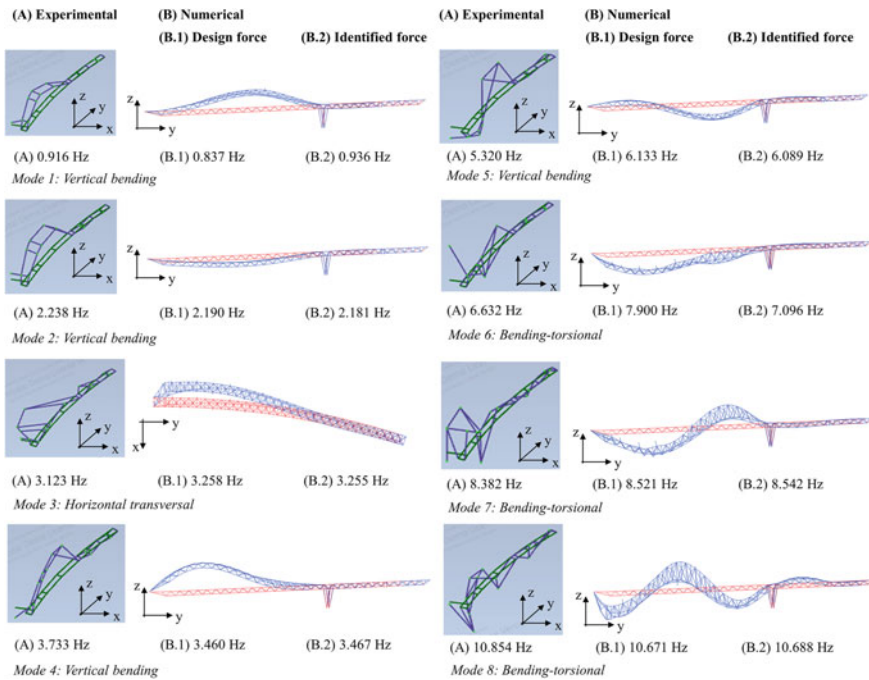 (A) Experimental (B) Numerical
(B.1) Design force (B.2) Identified force
z
y
x
z
y
(A) 0.916 Hz (B.1) 0.837 Hz (B.2) 0.936 Hz
Mode 1: Vertical bending
z
y
x
z
y
(A) 2.238 Hz (B.1) 2.190 Hz (B.2) 2.181 Hz
Mode 2: Vertical bending
z
y
x
y
x
(A) 3.123 Hz (B.1) 3.258 Hz (B.2) 3.255 Hz
Mode 3: Horizontal transversal
z
y
x
z
y
(A) 3.733 Hz (B.1) 3.460 Hz (B.2) 3.467 Hz
Mode 4: Vertical bending
(A) Experimental (B) Numerical
(B.1) Design force (B.2) Identified force
z
y
x
z
y
(A) 5.320 Hz (B.1) 6.133 Hz (B.2) 6.089 Hz
Mode 5: Vertical bending
z
y
x
z
y
(A) 6.632 Hz (B.1) 7.900 Hz (B.2) 7.096 Hz
Mode 6: Bending-torsional
z
y
x
z
y
(A) 8.382 Hz (B.1) 8.521 Hz (B.2) 8.542 Hz
Mode 7: Bending-torsional
z
y
x
z
y
(A) 10.854 Hz (B.1) 10.671 Hz (B.2) 10.688 Hz
Mode 8: Bending-torsional